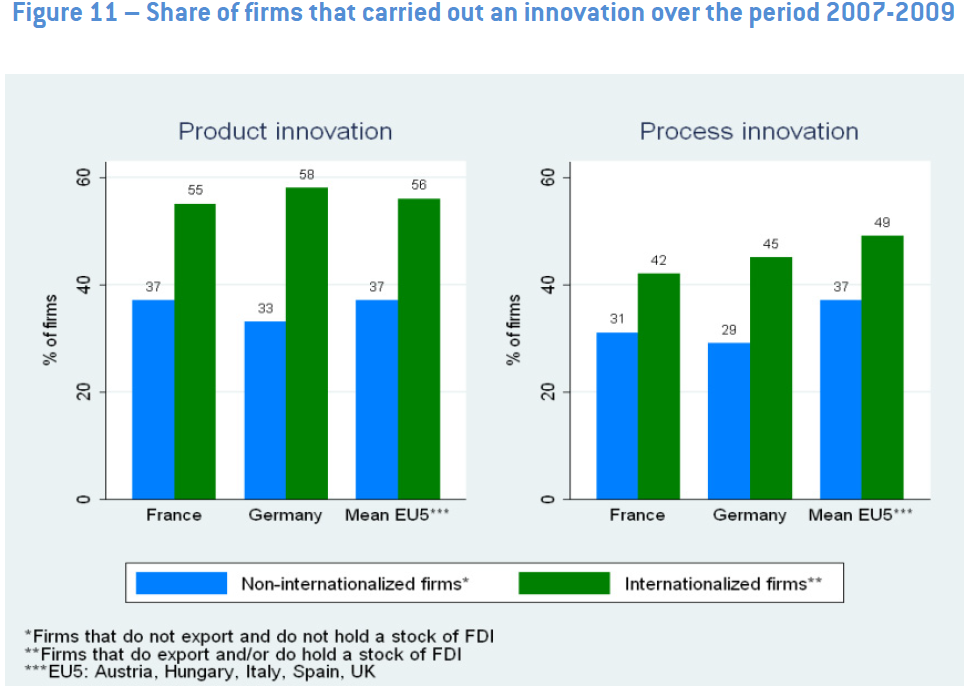 Figure 11 – Share of firms that carried out an innovation over the period 2007-2009
Product innovation
% of firms
60
40
20
0
37
55
33
58
37
56
France Germany Mean EU5***
Process innovation
% of firms
60
40
20
0
31
42
29
45
37
49
France Germany Mean EU5***
Non-internationalized firms* Internationalized firms**
*Firms that do not export and do not hold a stock of FDI
**Firms that do export and/or do hold a stock of FDI
***EU5: Austria, Hungary, Italy, Spain, UK